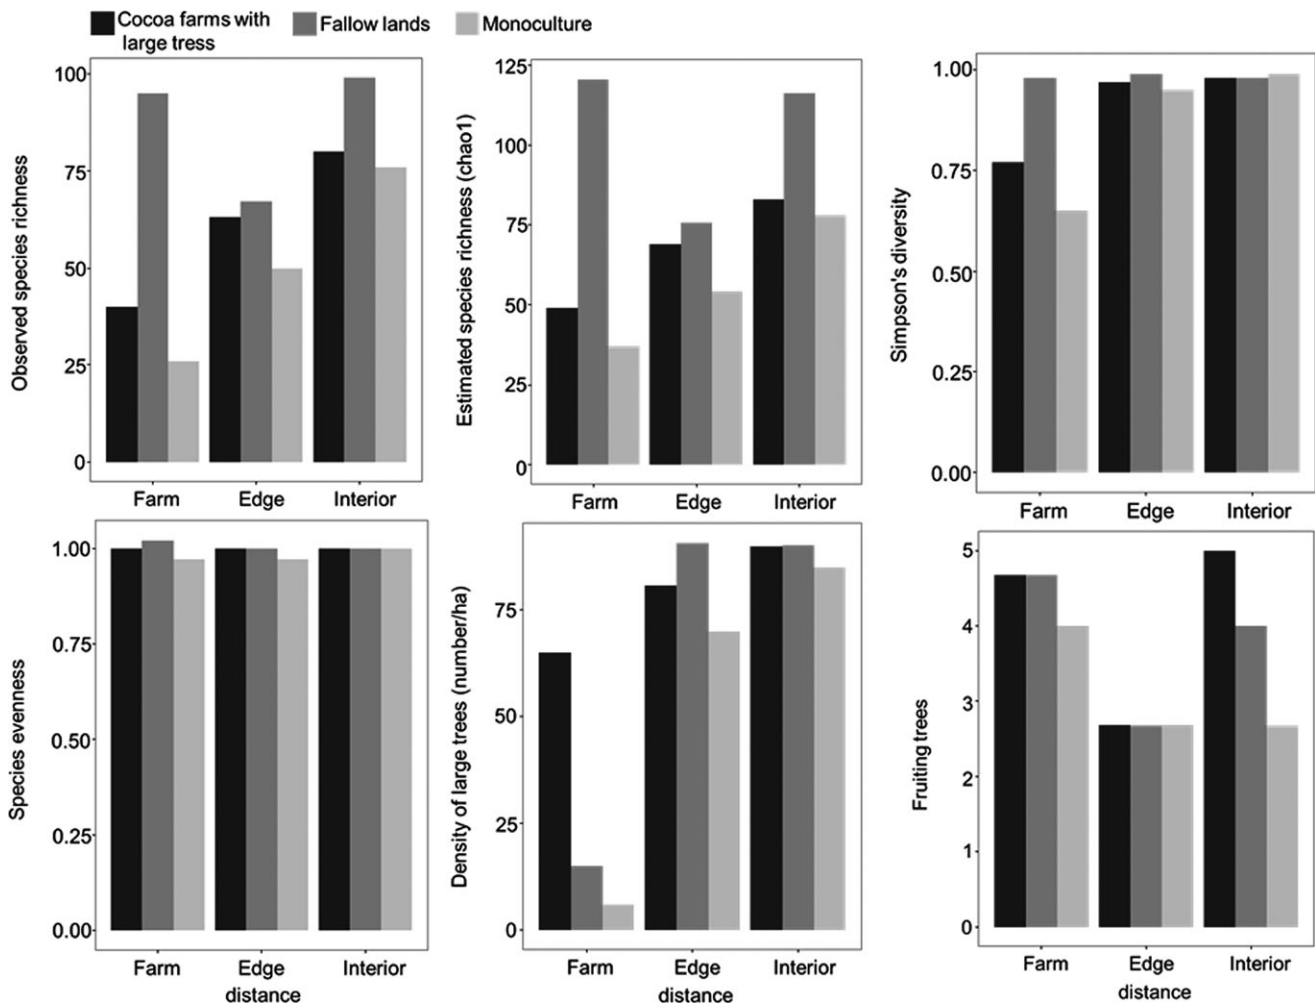 Cocoa farms with
large tress
Fallow lands
Monoculture
Observed species richness
100
75
50
25
0
Farm Edge Interior
Estimated species richness (chao1)
125
100
75
50
25
0
Farm Edge Interior
Simpson's diversity
1.00
0.75
0.50
0.25
0.00
Farm Edge Interior
Species evenness
1.00
0.75
0.50
0.25
0.00
Farm Edge Interior
distance
Density of large trees (number/ha)
75
50
25
0
Farm Edge Interior
distance
Fruiting trees
5
4
3
2
1
0
Farm Edge Interior
distance